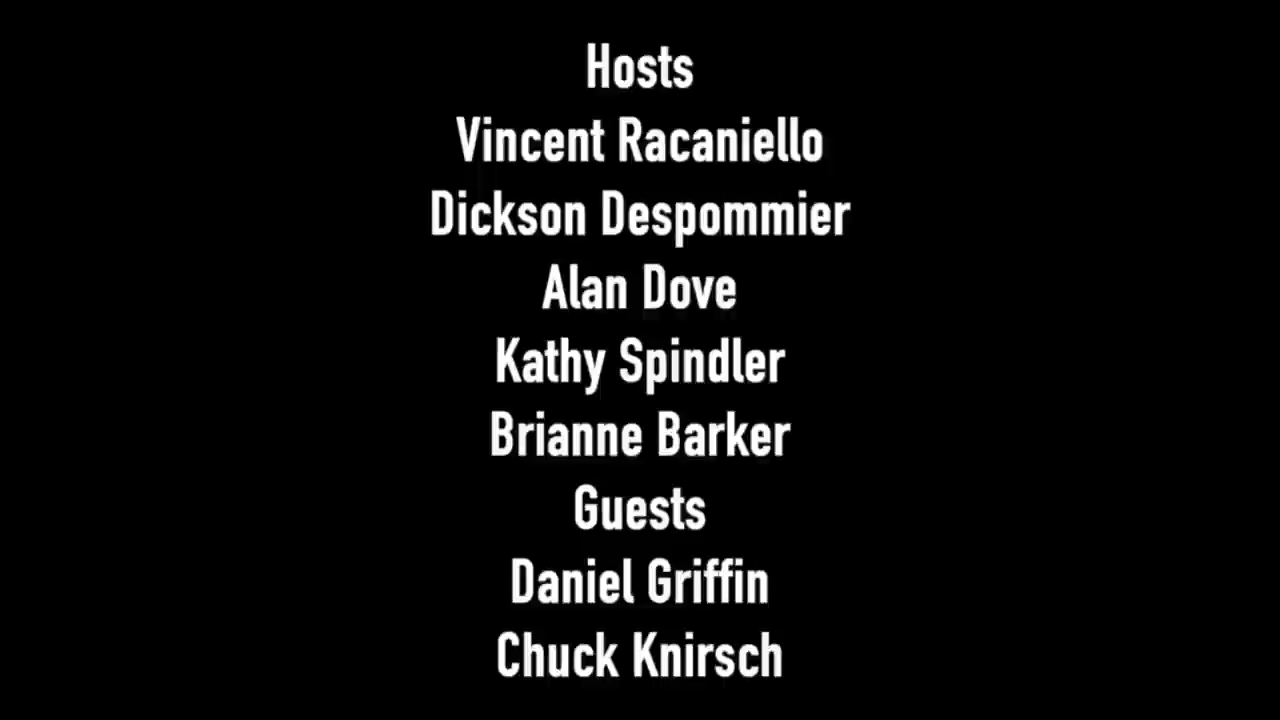 Hosts
Vincent Racaniello
Dickson Despommier
Alan Dove
Kathy Spindler
Brianne Barker
Guests
Daniel Griffin
Chuck Knirsch